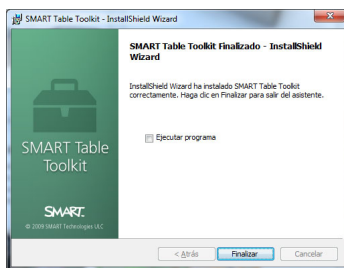 SMART Table Toolkit - InstallShield Wizard
SMART Table Toolkit Finalizado - InstallShield
Wizard
InstallShield Wizard ha instalado SMART Table Toolkit
correctamente. Haga clic en Finalizar para salir del asistente.
Ejecutar programa
SMART Table
Toolkit
SMART
© 2009 SMART Technologies ULC
< Atrás
Finalizar
Cancelar